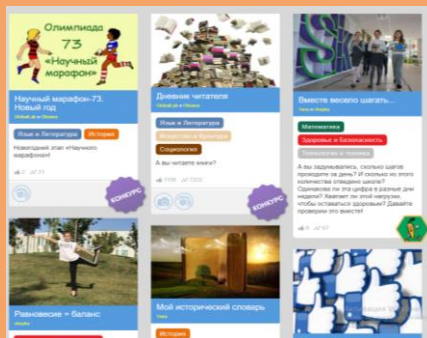 Олимпиада
73
«Научный
марафон»
Научный марафон-73.
Новый год
Язык и Литература
История
Новогодний этап «Научного
марафона»!
КОНКУРС
Дневник читателя
Язык и Литература
Искусство и Культура
Социология
А вы читаете книги?
КОНКУРС
Вместе весело шагать...
Математика
Здоровье и Безопасность
Технология и техника
А вы задумывались, сколько шагов
проходите за день? И сколько из этого
количества отведено школе?
Одинакова ли эта цифра в разные дни
недели? Хватает ли этой нагрузки,
чтобы оставаться здоровым? Давайте
проверим это вместе!
Равновесие = баланс
Мой исторический словарь
История